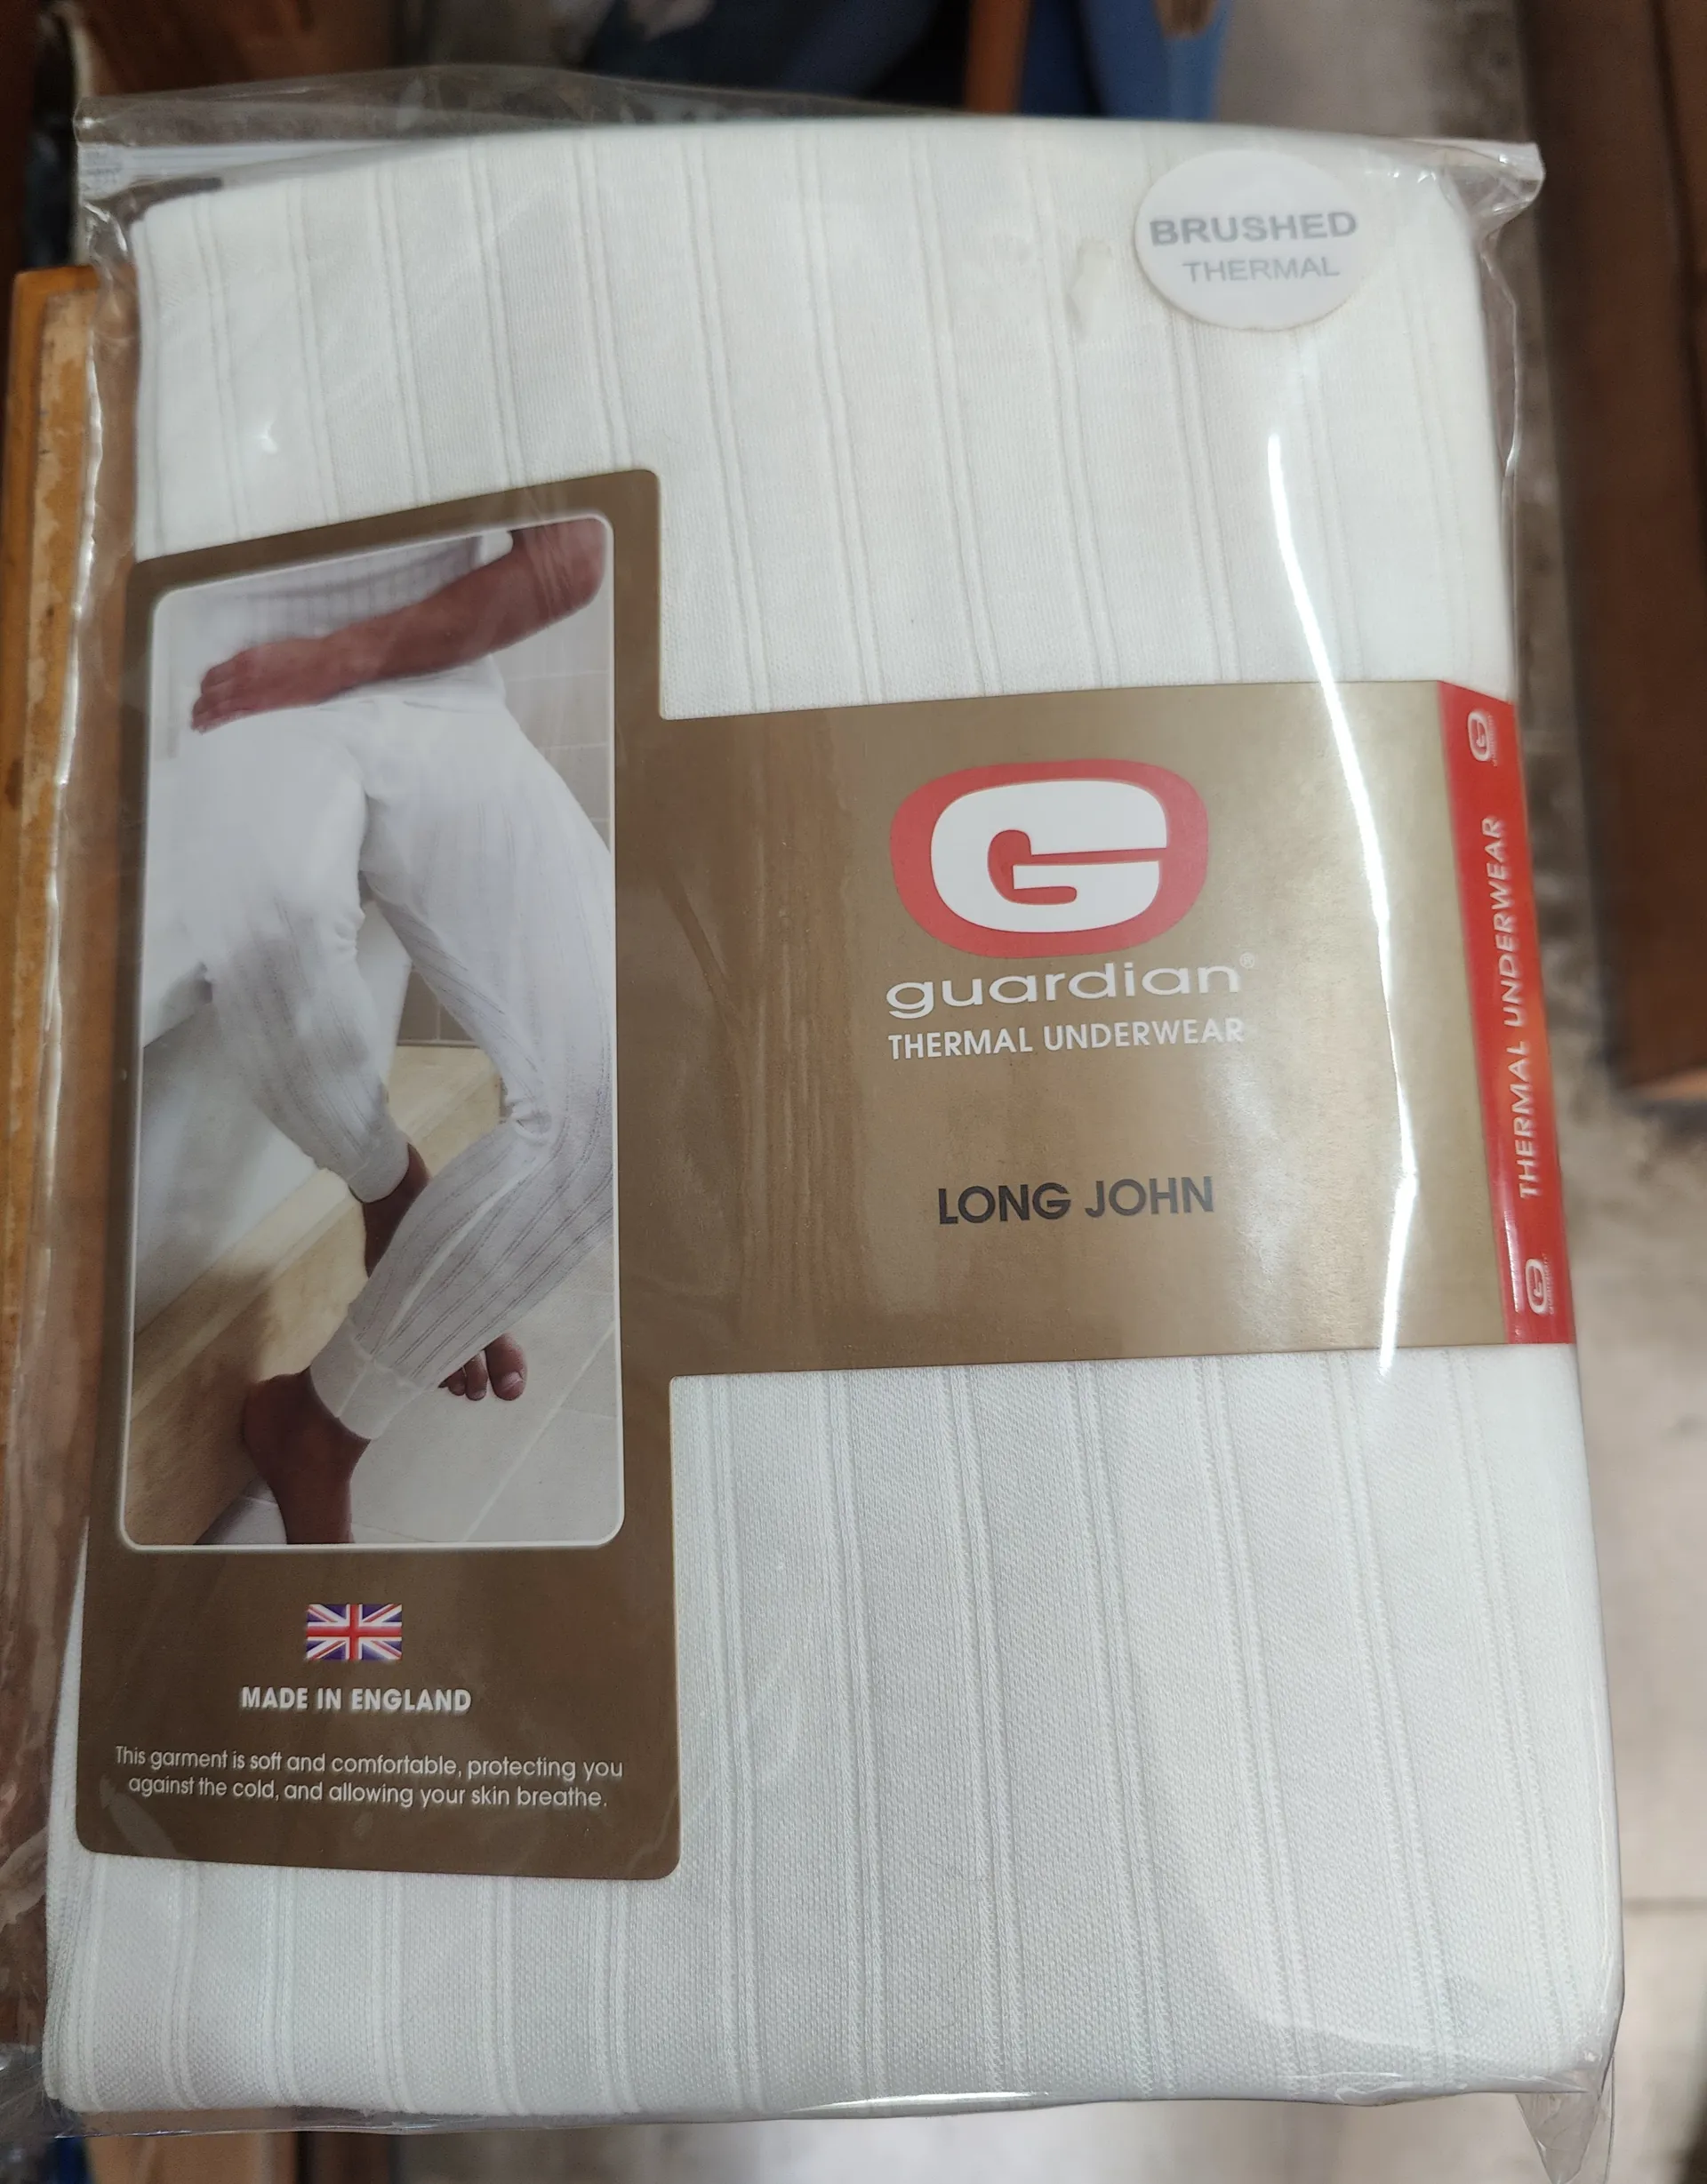 BRUSHED
THERMAL
guardian®
THERMAL UNDERWEAR
LONG JOHN
THERMAL UNDERWEAR
MADE IN ENGLAND
This garment is soft and comfortable, protecting you
against the cold, and allowing your skin breathe.